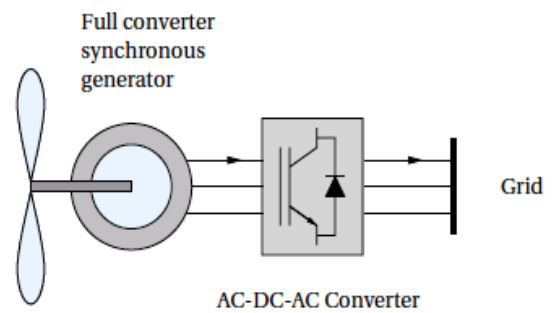 Full converter
synchronous
generator
Grid
AC-DC-AC Converter